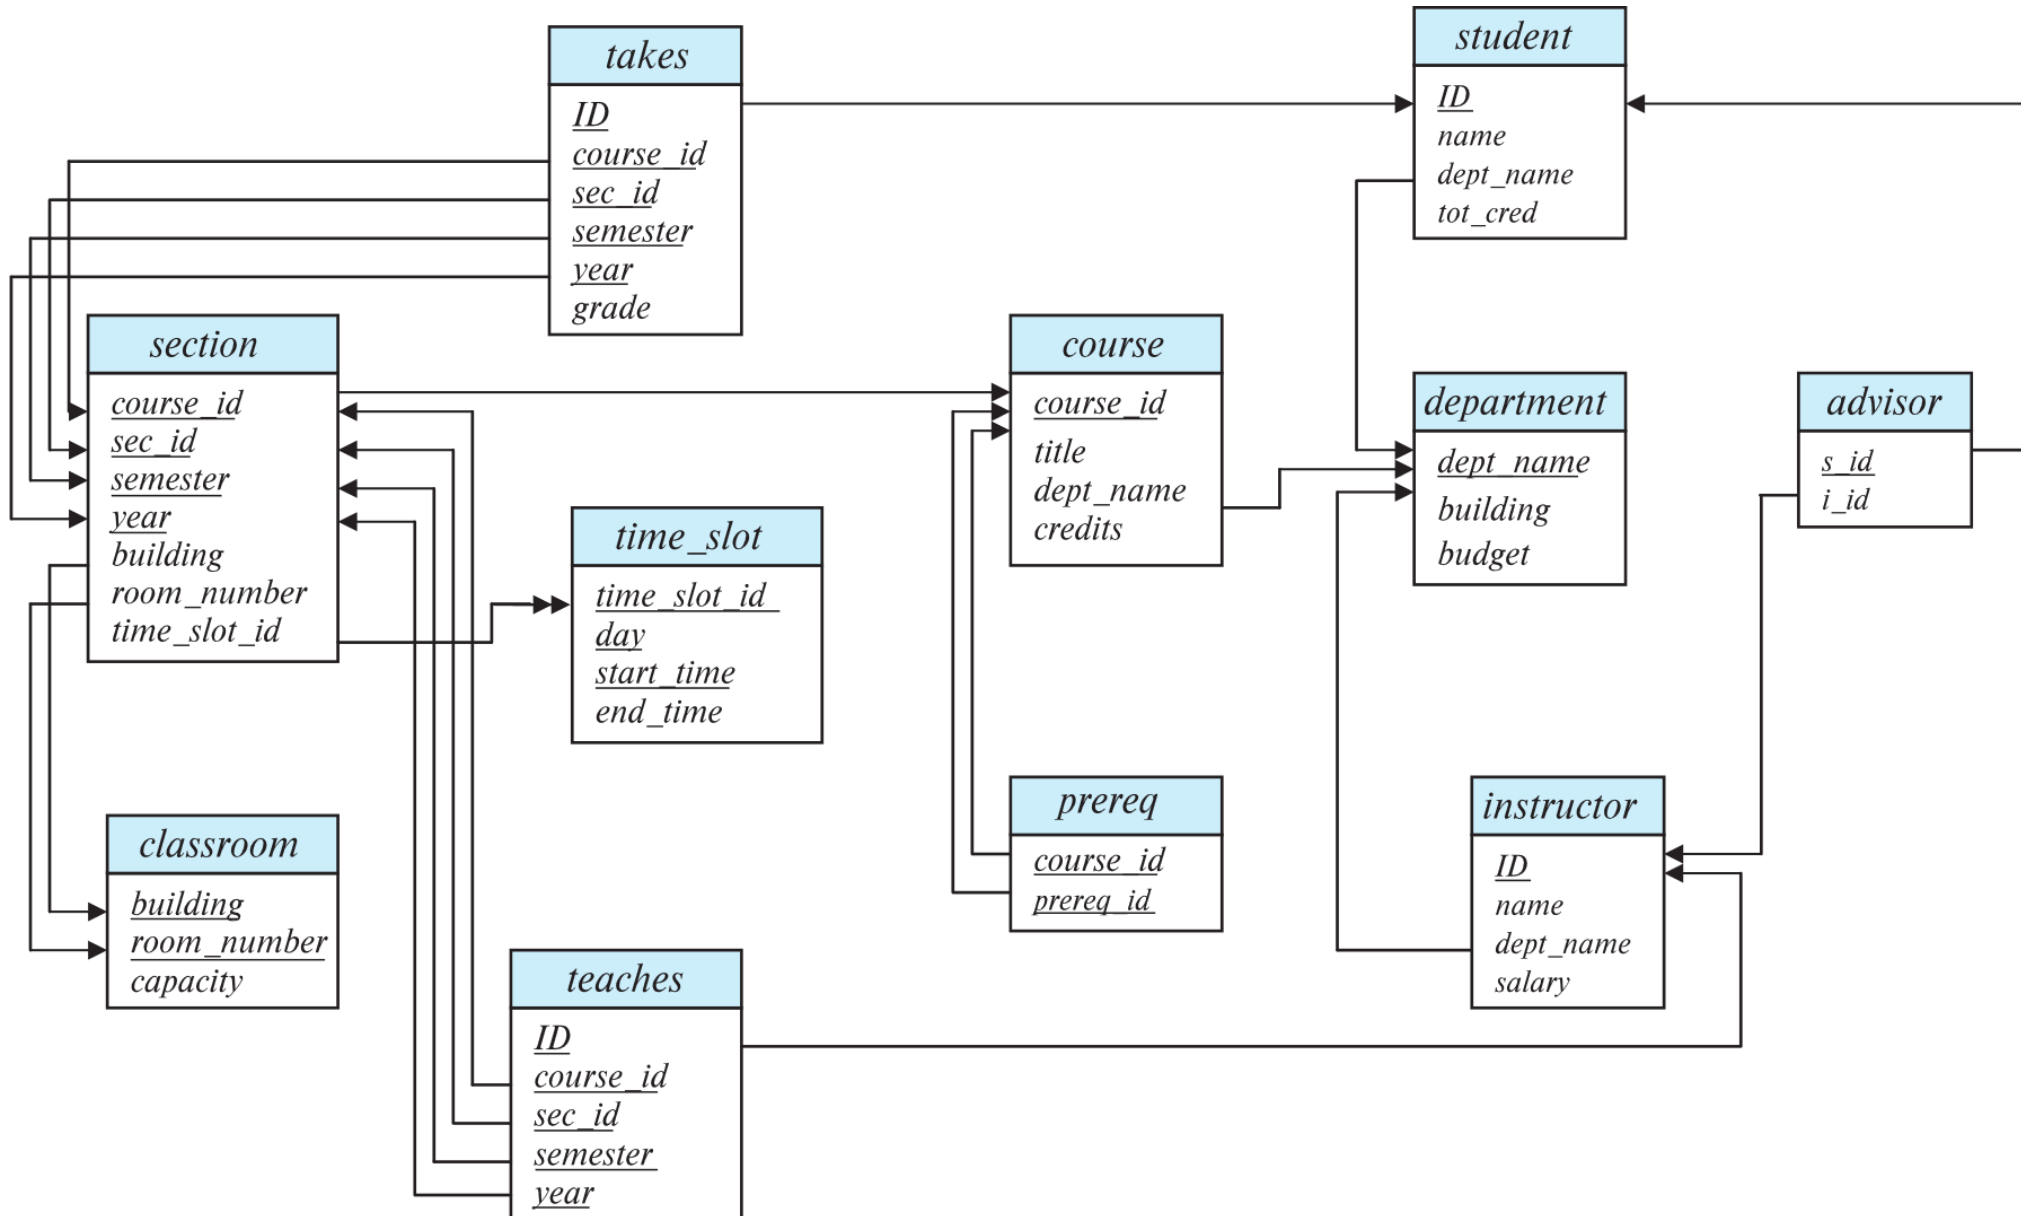 takes
ID
course_id
sec_id
semester
year
grade
student
ID
name
dept_name
tot_cred
section
course_id
sec_id
semester
year
building
room_number
time_slot_id
course
course_id
title
dept_name
credits
department
dept_name
building
budget
advisor
s_id
i_id
time_slot
time_slot_id
day
start_time
end_time
prereq
course_id
prereq_id
instructor
ID
name
dept_name
salary
classroom
building
room_number
capacity
teaches
ID
course_id
sec_id
semester
year